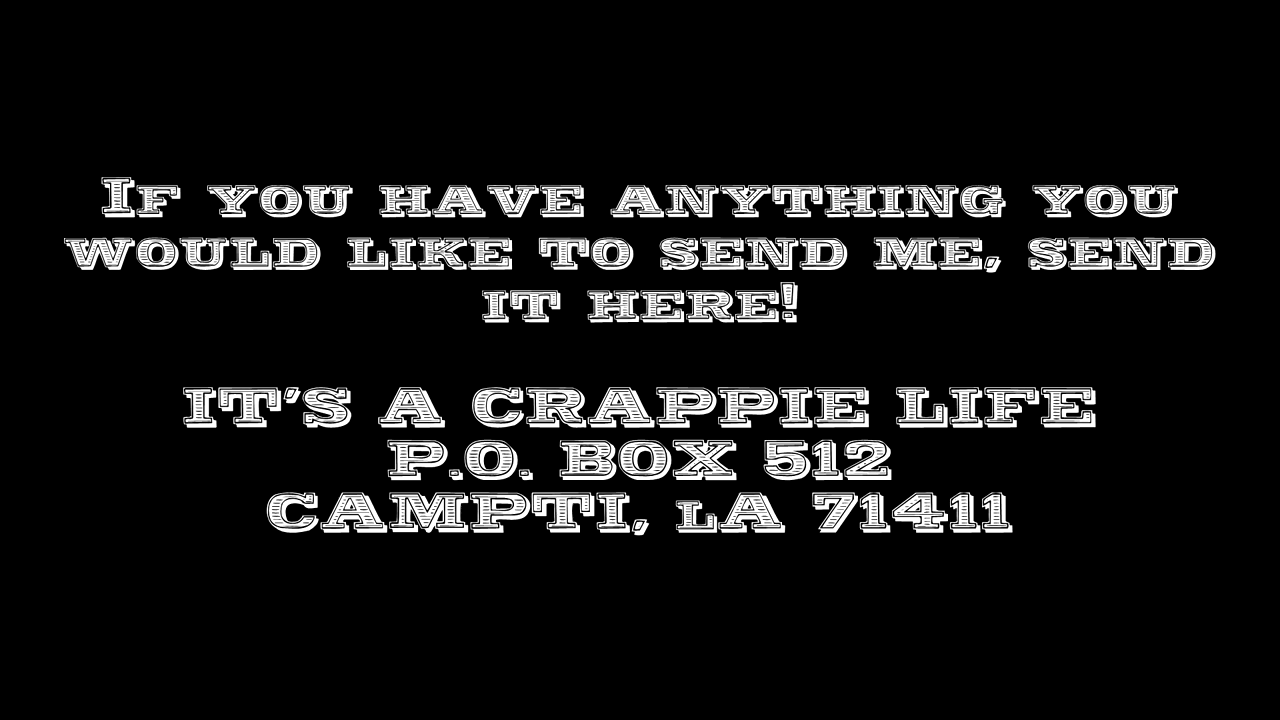 If you have anything you
would like to send me, send
it here!
IT'S A CRAPPIE LIFE
P.O. BOX 512
CAMPTI, lA 71411